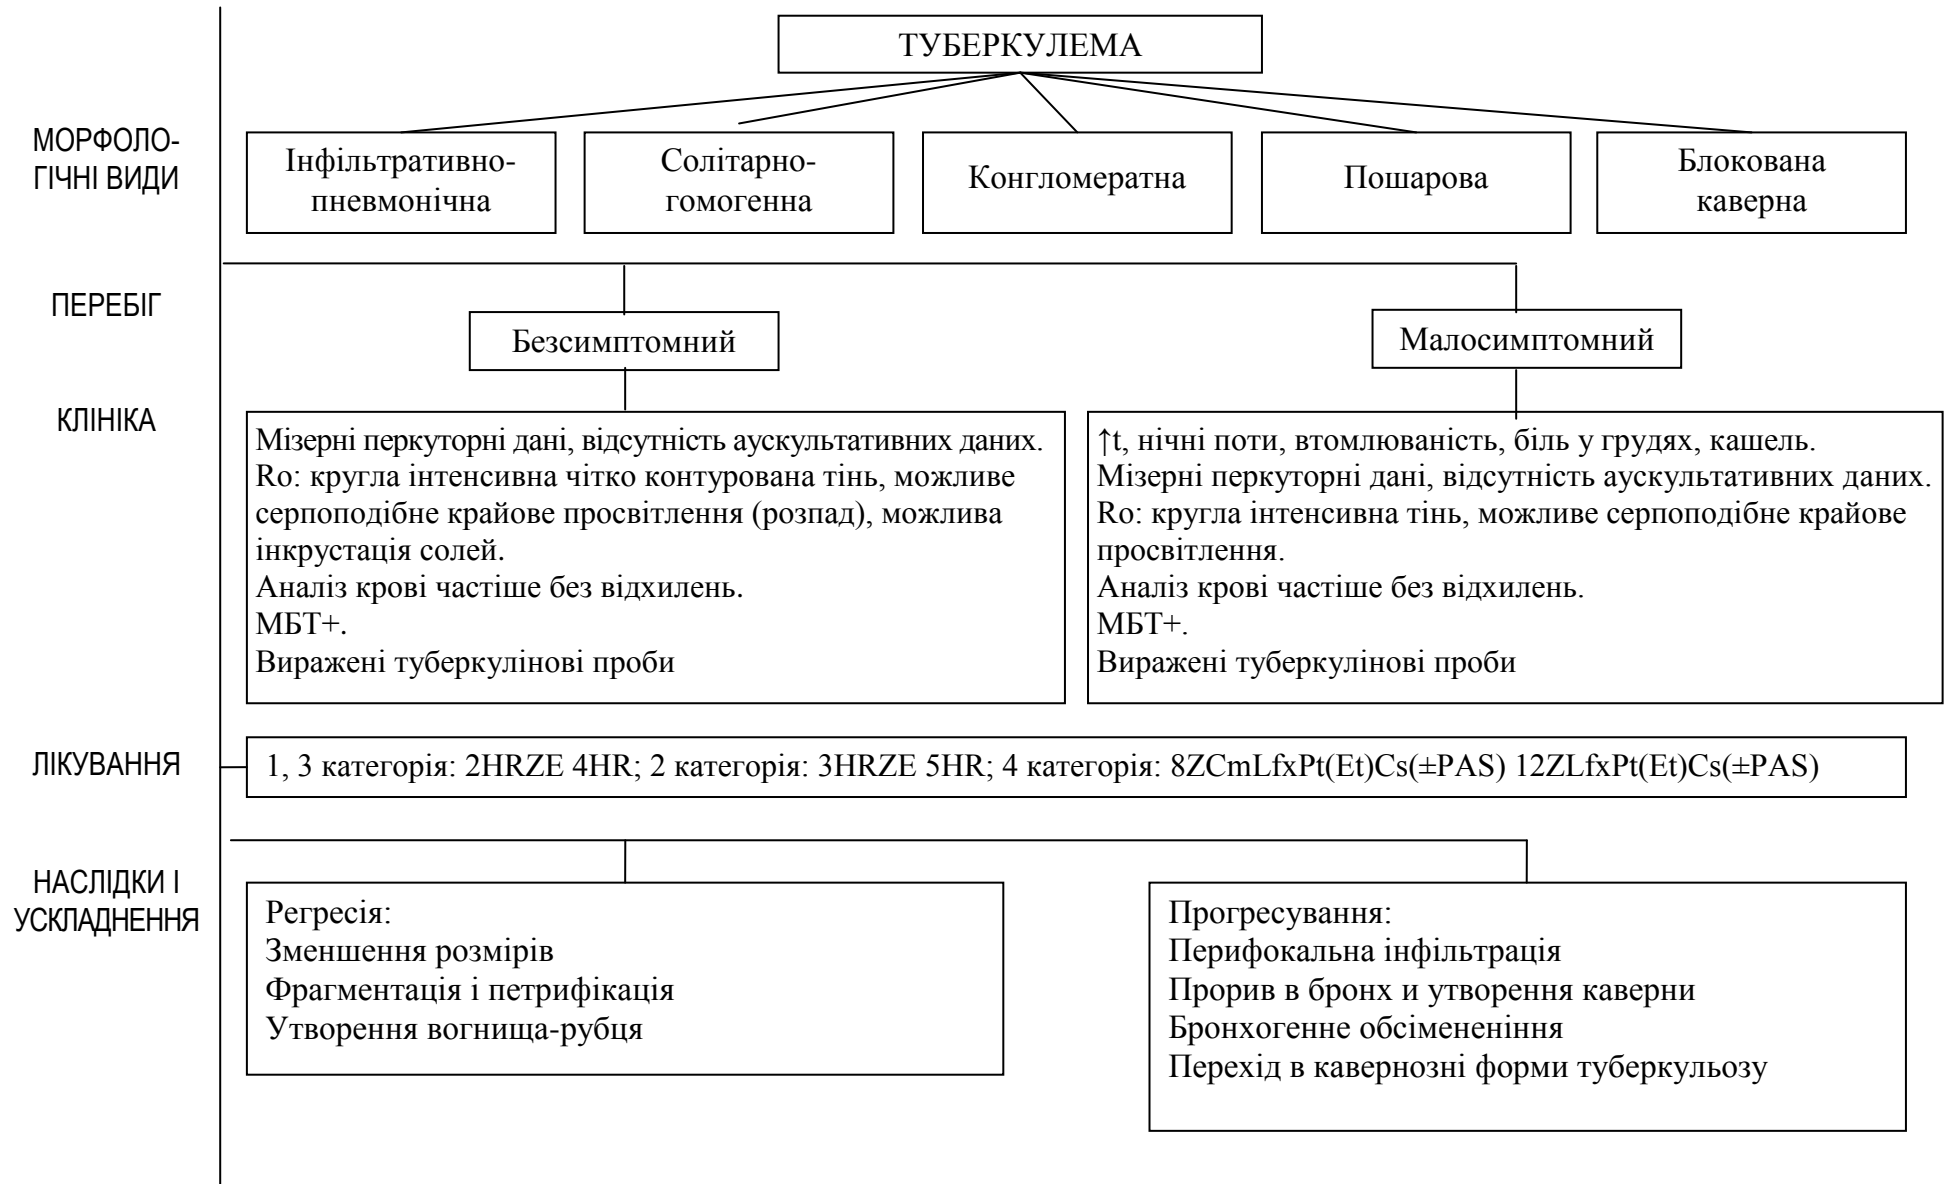 ТУБЕРКУЛЕМА
МОРФОЛО-
ГІЧНІ ВИДИ
Інфільтративно-
пневмонічна
Солітарно-
гомогенна
Конгломератна
Пошарова
Блокована
каверна
ПЕРЕБІГ
Безсимптомний
Малосимптомний
КЛІНІКА
Мізерні перкуторні дані, відсутність аускультативних даних.
Ro: кругла інтенсивна чітко контурована тінь, можливе
серпоподібне крайове просвітлення (розпад), можлива
інкрустація солей.
Аналіз крові частіше без відхилень.
МБТ+.
Виражені туберкулінові проби
↑t, нічні поти, втомлюваність, біль у грудях, кашель.
Мізерні перкуторні дані, відсутність аускультативних даних.
Ro: кругла інтенсивна тінь, можливе серпоподібне крайове
просвітлення.
Аналіз крові частіше без відхилень.
МБТ+.
Виражені туберкулінові проби
ЛІКУВАННЯ
1, 3 категорія: 2HRZE 4HR; 2 категорія: 3HRZE 5HR; 4 категорія: 8ZCmLfxPt(Et)Cs(±PAS) 12ZLfxPt(Et)Cs(±PAS)
НАСЛІДКИ І
УСКЛАДНЕННЯ
Регресія:
Зменшення розмірів
Фрагментація і петрифікація
Утворення вогнища-рубця
Прогресування:
Перифокальна інфільтрація
Прорив в бронх и утворення каверни
Бронхогенне обсімененіння
Перехід в кавернозні форми туберкульозу